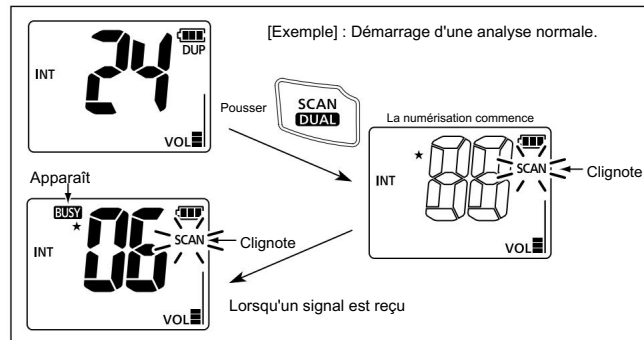 [Exemple] : Démarrage d'une analyse normale.
24
DUP
INT
VOL
Pousser
SCAN
DUAL
La numérisation commence
★
SCAN
Clignote
INT
VOL
Apparaît
BUSY
★
06
SCAN
Clignote
INT
VOL
Lorsqu'un signal est reçu